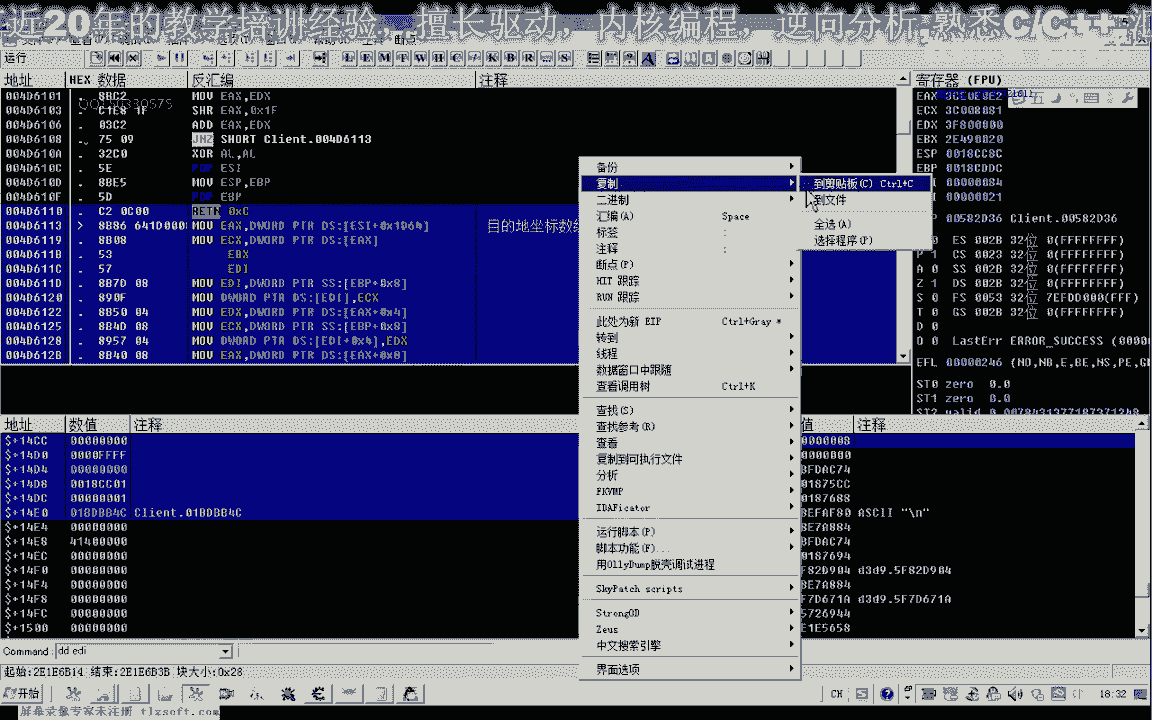 近20年的教学培训经验，擅长驱动，内核编程，逆向分析.熟悉C/C++
运行
地址 HEX 数据 反汇编 注释
004D6101 8BC2 MOV EAX,EDX
004D6103 C1E8 1F SHR EAX,0x1F
004D6106 03C2 ADD EAX,EDX
004D6108 75 09 JNZ SHORT Client.004D6113
004D610A 32C0 XOR AL,AL
004D610C 5E POP ESI
004D610D 8BE5 MOV ESP,EBP
004D610F 5D POP EBP
004D6110 C2 0C00 RETN 0xC
004D6113 8B86 641D000 MOV EAX,DWORD PTR DS:[ESI+0x1D64] 目的地坐标数
004D6119 8B08 MOV ECX,DWORD PTR DS:[EAX]
004D611B 53 EBX
004D611C 57 EDI
004D611D 8B7D 08 MOV EDI,DWORD PTR SS:[EBP+0x8]
004D6120 890F MOV DWORD PTR DS:[EDI],ECX
004D6122 8B50 04 MOV EDX,DWORD PTR DS:[EAX+0x4]
004D6125 8B4D 08 MOV ECX,DWORD PTR SS:[EBP+0x8]
004D6128 8957 04 MOV DWORD PTR DS:[EDI+0x4],EDX
004D612B 8B40 08 MOV EAX,DWORD PTR DS:[EAX+0x8]
备份
复制
二进制
汇编(A) Space
标签 :
注释 ;
断点(P)
HIT 跟踪
RUN 跟踪
此处为新 EIP Ctrl+Gray *
转到
线程
数据窗口中跟随
查看调用树 Ctrl+K
查找(S)
查找参考(R)
查看
复制到可执行文件
分析
PKVMP
IDAFicator
运行脚本(P)
脚本功能(F)...
用OllyDump脱壳调试进程
SkyPatch scripts
StrongOD
Zeus
中文搜索引擎
界面选项
到剪贴板(C) Ctrl+C
到文件
全选(A)
选择程序(P)
寄存器 (FPU)
ECX 3C00B881
EDX 3F800000
EBX 2E490020
ESP 0018CC8C
EBP 0018CDDC
00000084
00000021
00582D36 Client.00582D36
ES 002B 32位 0(FFFFFFFF)
P 1 CS 0023 32位 0(FFFFFFFF)
A 0 SS 002B 32位 0(FFFFFFFF)
Z 1 DS 002B 32位 0(FFFFFFFF)
S 0 FS 0053 32位 7EFDD000(FFF)
T 0 GS 002B 32位 0(FFFFFFFF)
D 0
O 0 LastErr ERROR_SUCCESS (0000
EFL 00000246 (NO,NB,E,BE,NS,PE,G
ST0 zero 0.0
ST1 zero 0.0
地址 数值 注释
$+14CC 00000000
$+14D0 0000FFFF
$+14D4 00000000
$+14D8 0018CC01
$+14DC 00000001
$+14E0 01BDBB4C Client.01BDBB4C
$+14E4 00000000
$+14E8 41400000
$+14EC 00000000
$+14F0 00000000
$+14F4 00000000
$+14F8 00000000
$+14FC 00000000
$+1500 00000000
值 注释
0000008
0000000
BFDAC74
01875CC
0187688
BEFAF80 ASCII "\n"
BE7A884
BFDAC74
0187694
F82D904 d3d9.5F82D904
BE7A884
F7D671A d3d9.5F7D671A
5726944
E1E5658
Command: dd edi
起始:2E1E6B14 结束:2E1E6B3B 块大小:0x28
开始
CH
18:32
屏幕录像专家未注册 tlxsoft.com